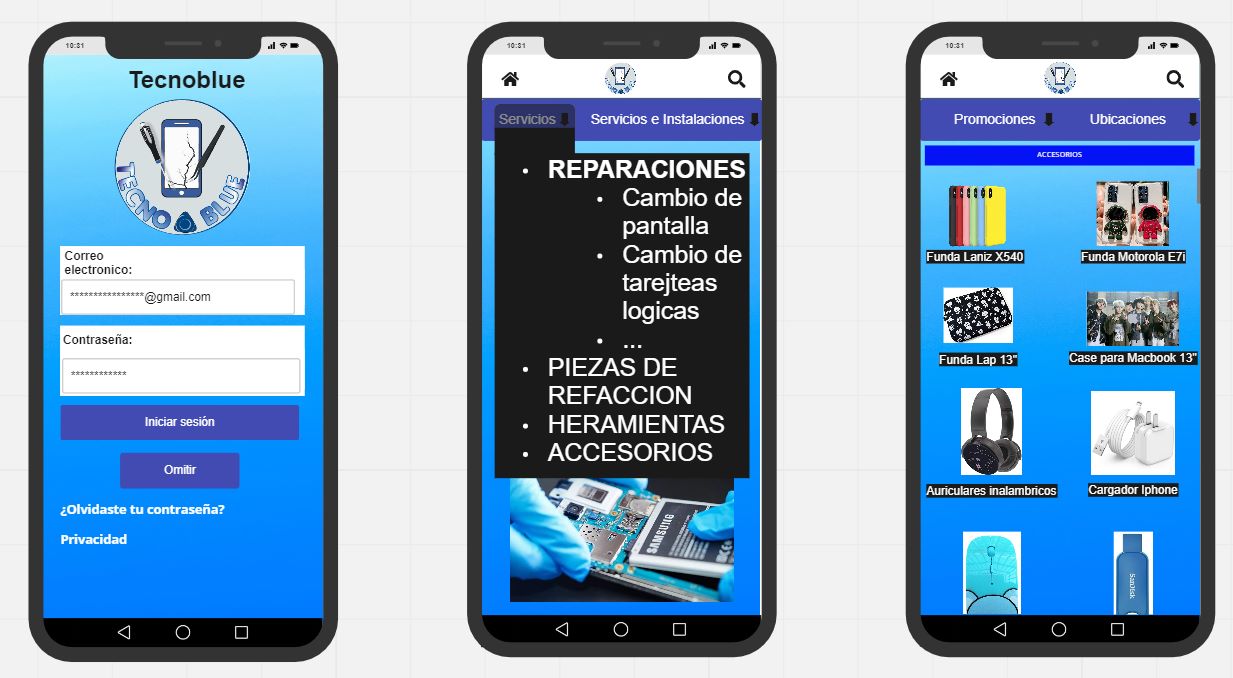 10:31
Tecnoblue
TECNO BLUE
Correo
electronico:
****************@gmail.com
Contraseña:
************
Iniciar sesión
Omitir
¿Olvidaste tu contraseña?
Privacidad
10:31
Servicios
Servicios e Instalaciones
REPARACIONES
Cambio de
pantalla
Cambio de
tarejteas
logicas
...
PIEZAS DE
REFACCION
HERAMIENTAS
ACCESORIOS
SAMSUNG
10:31
Promociones
Ubicaciones
ACCESORIOS
Funda Laniz X540
Funda Motorola E7i
Funda Lap 13"
Case para Macbook 13"
Auriculares inalambricos
Cargador Iphone
SanDisk